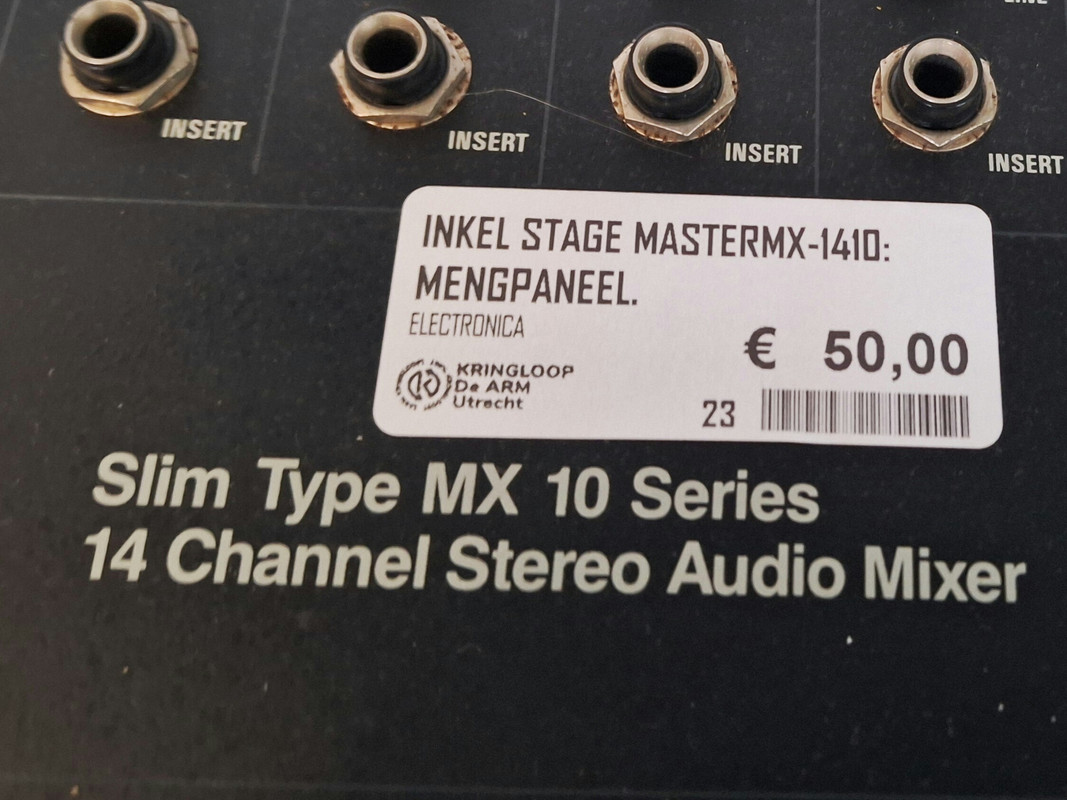 INSERT
INSERT
INSERT
INSERT
INKEL STAGE MASTERMX-1410:
MENGPANEEL.
ELECTRONICA
€ 50,00
KRINGLOOP
De ARM
Utrecht
23
Slim Type MX 10 Series
14 Channel Stereo Audio Mixer